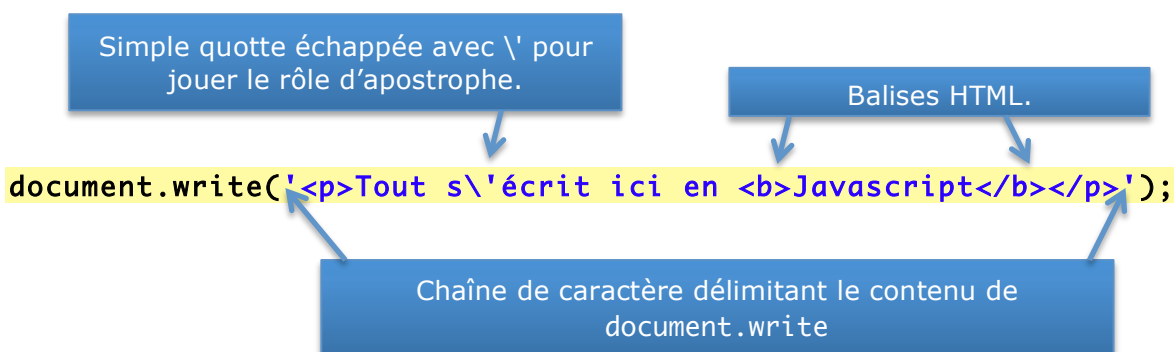 Simple quotte échappée avec \' pour
jouer le rôle d’apostrophe.
Balises HTML.
document.write('<p>Tout s\'écrit ici en <b>Javascript</b></p>');
Chaîne de caractère délimitant le contenu de
document.write